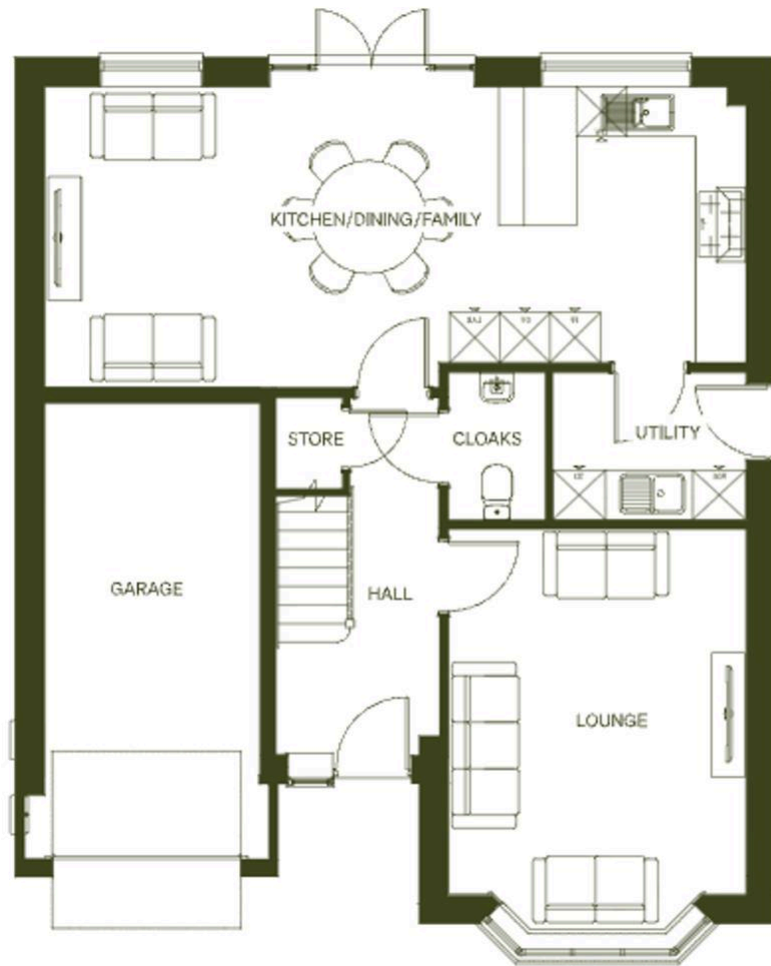 KITCHEN/DINING/FAMILY
STORE
CLOAKS
UTILITY
GARAGE
HALL
LOUNGE